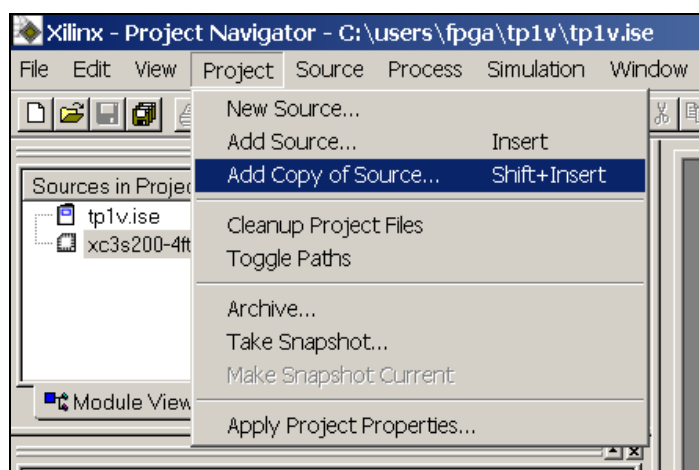 Xilinx - Project Navigator - C:\users\fpga\tp1v\tp1v.ise
File Edit View Project Source Process Simulation Window
New Source...
Add Source... Insert
Add Copy of Source... Shift+Insert
Sources in Projec
tp1v.ise
Cleanup Project Files
xc3s200-4ft
Toggle Paths
Archive...
Take Snapshot...
Make Snapshot Current
Module View
Apply Project Properties...